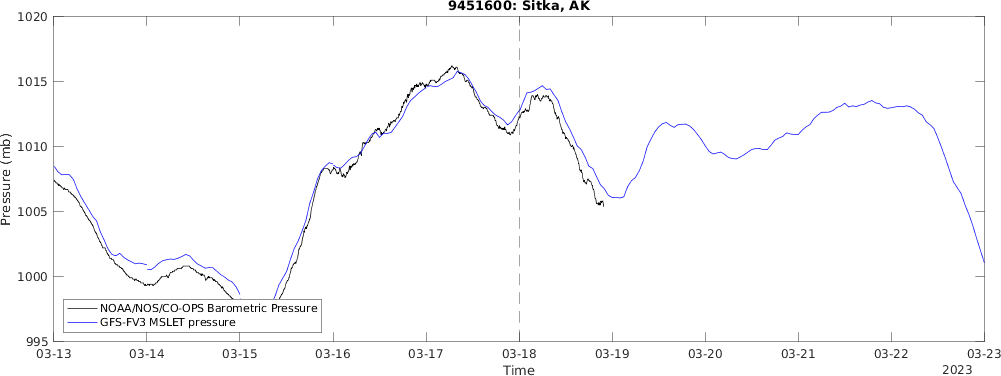 9451600: Sitka, AK
1020
1015
1010
1005
1000
995
Pressure (mb)
NOAA/NOS/CO-OPS Barometric Pressure
GFS-FV3 MSLET pressure
03-13 03-14 03-15 03-16 03-17 03-18 03-19 03-20 03-21 03-22 03-23
Time
2023